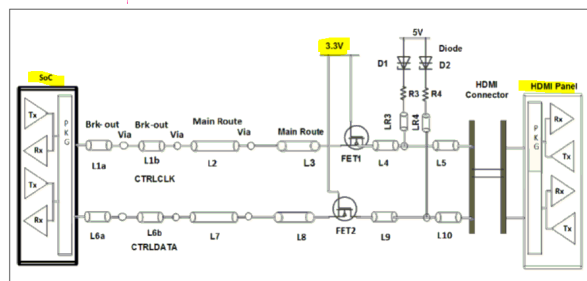 5V
3.3V
Diode
D1
D2
SoC
HDMI
Connector
HDMI Panel
R3
R4
Tx
PKG
Brk-out
Via
Brk-out
Via
Main Route
Via
Main Route
LR3
LR4
PKG
Tx
Rx
Rx
L1a
L1b
L2
L3
FET1
L4
L5
CTRLCLK
Tx
Rx
Rx
Tx
L6a
L6b
L7
L8
FET2
L9
L10
CTRLDATA